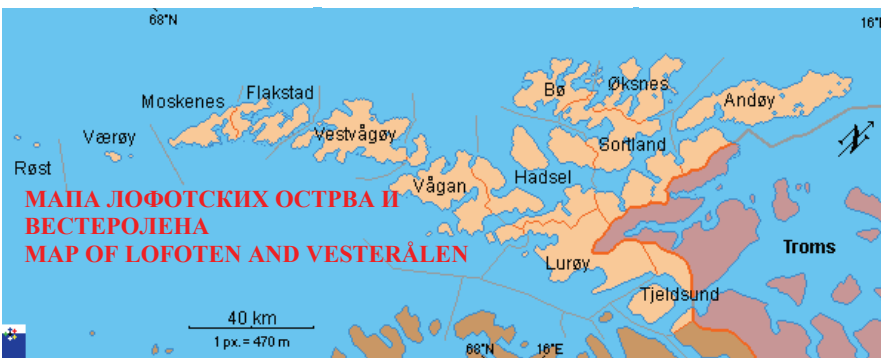 68°N
16°E
Bø
Øksnes
Andøy
Flakstad
Moskenes
Vestvågøy
Værøy
Sortland
Røst
Hadsel
Vågan
МАПА ЛОФОТСКИХ ОСТРВА И
ВЕСТЕРОЛЕНА
MAP OF LOFOTEN AND VESTERÅLEN
Troms
Lurøy
Tjeldsund
40 km
1 px. = 470 m
68°N
16°E